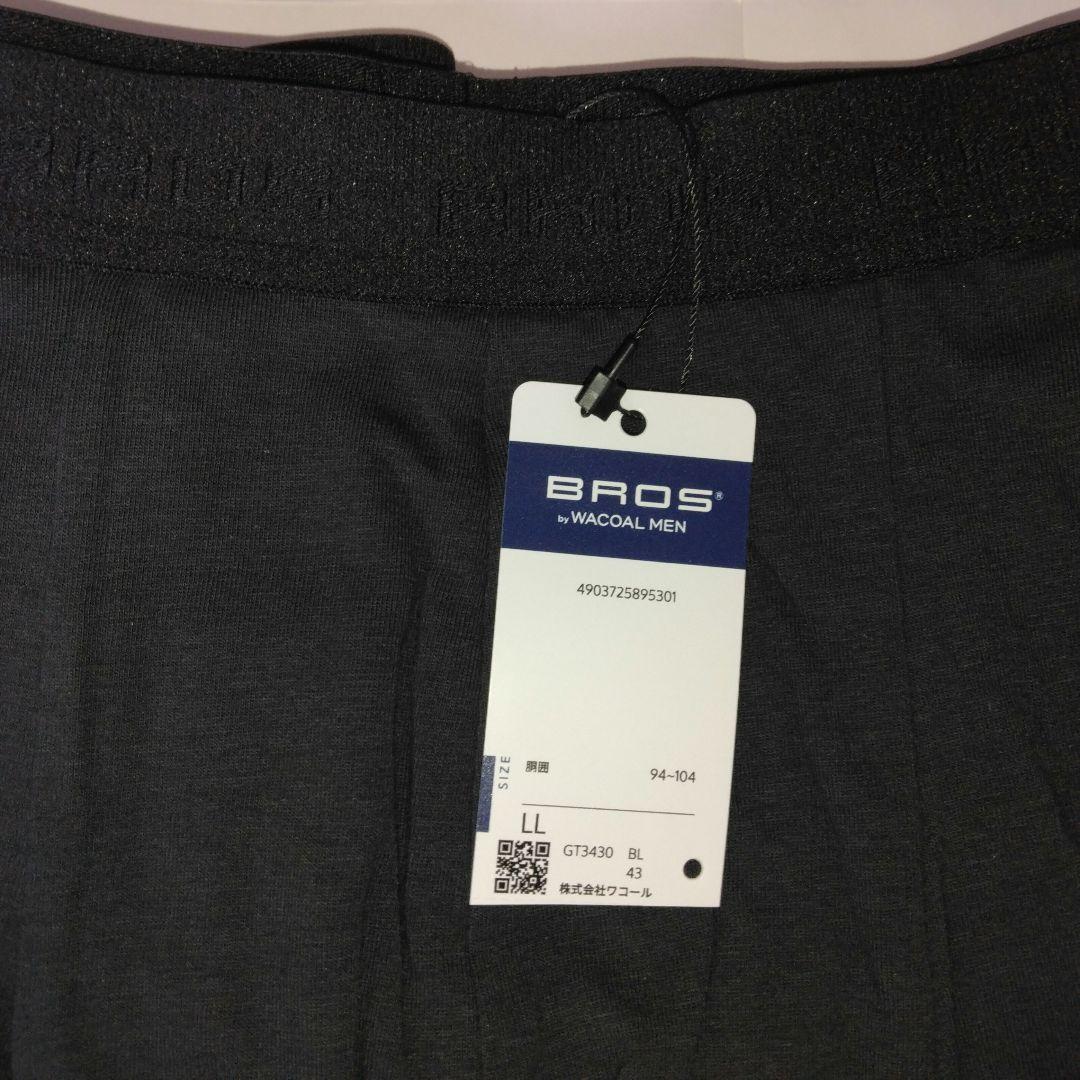 BROS®
by WACOAL MEN
4903725895301
SIZE
胴囲 94~104
LL
GT3430 BL
43
株式会社ワコール